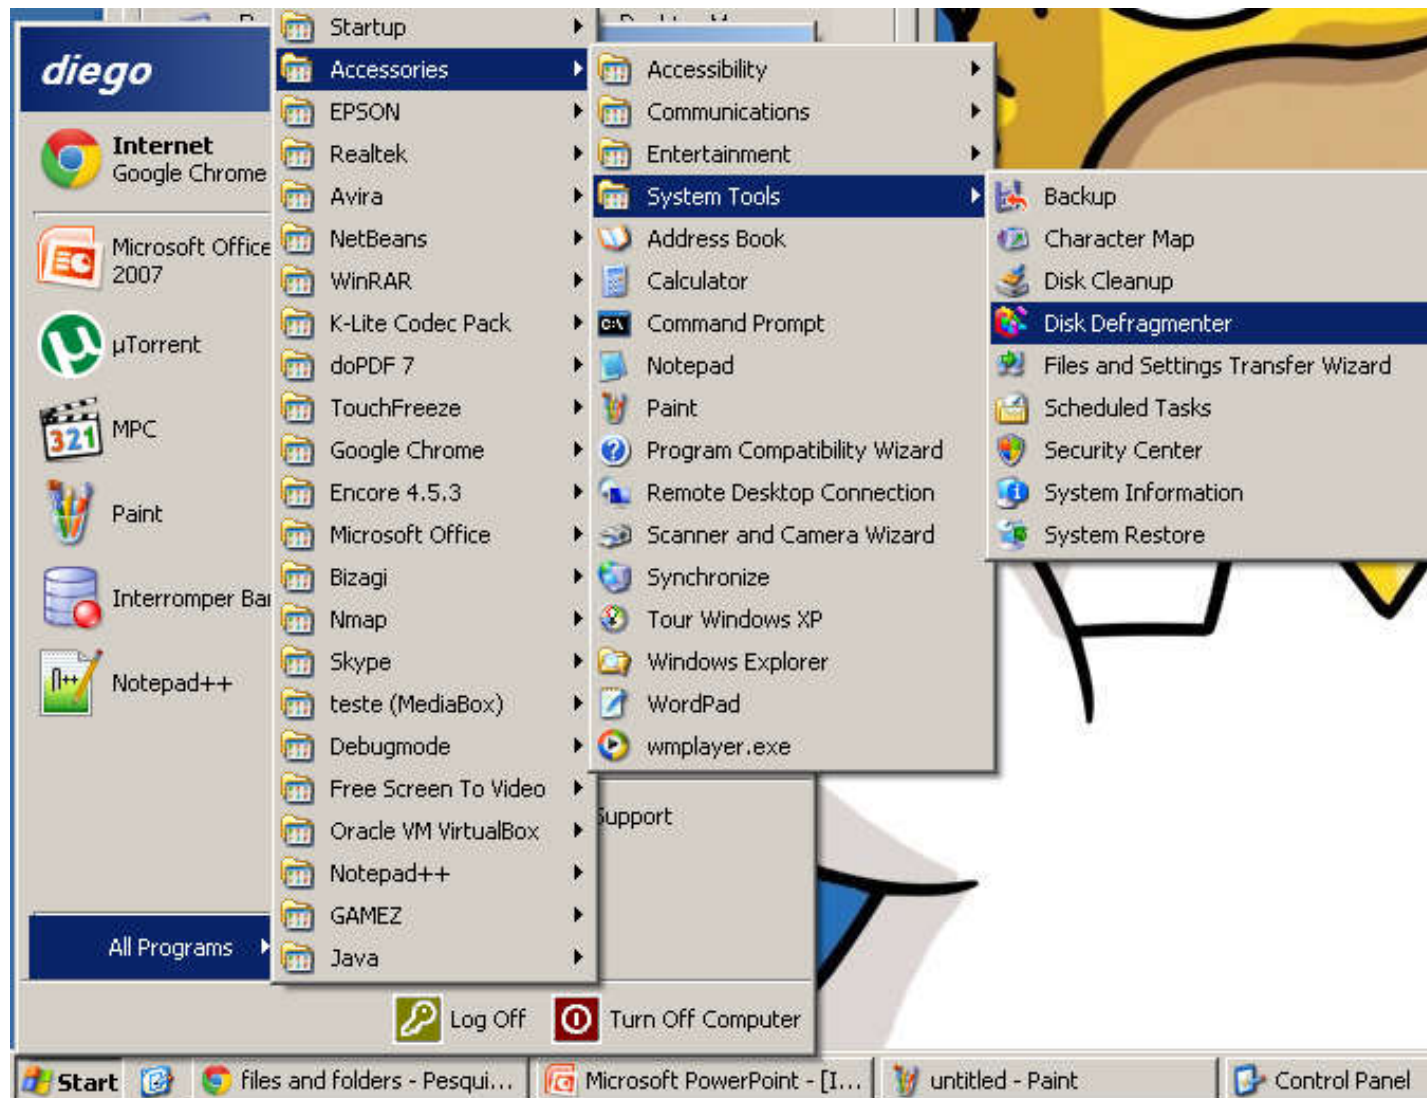 diego
Internet
Google Chrome
Microsoft Office
2007
µTorrent
321
MPC
Paint
Interromper Ba
Notepad++
All Programs
Startup
Accessories
EPSON
Realtek
Avira
NetBeans
WinRAR
K-Lite Codec Pack
doPDF 7
TouchFreeze
Google Chrome
Encore 4.5.3
Microsoft Office
Bizagi
Nmap
Skype
teste (MediaBox)
Debugmode
Free Screen To Video
Oracle VM VirtualBox
Notepad++
GAMEZ
Java
Accessibility
Communications
Entertainment
System Tools
Address Book
Calculator
Command Prompt
Notepad
Paint
Program Compatibility Wizard
Remote Desktop Connection
Scanner and Camera Wizard
Synchronize
Tour Windows XP
Windows Explorer
WordPad
wmplayer.exe
Backup
Character Map
Disk Cleanup
Disk Defragmenter
Files and Settings Transfer Wizard
Scheduled Tasks
Security Center
System Information
System Restore
Support
Log Off
Turn Off Computer
Start
files and folders - Pesqui...
Microsoft PowerPoint - [I...
untitled - Paint
Control Panel